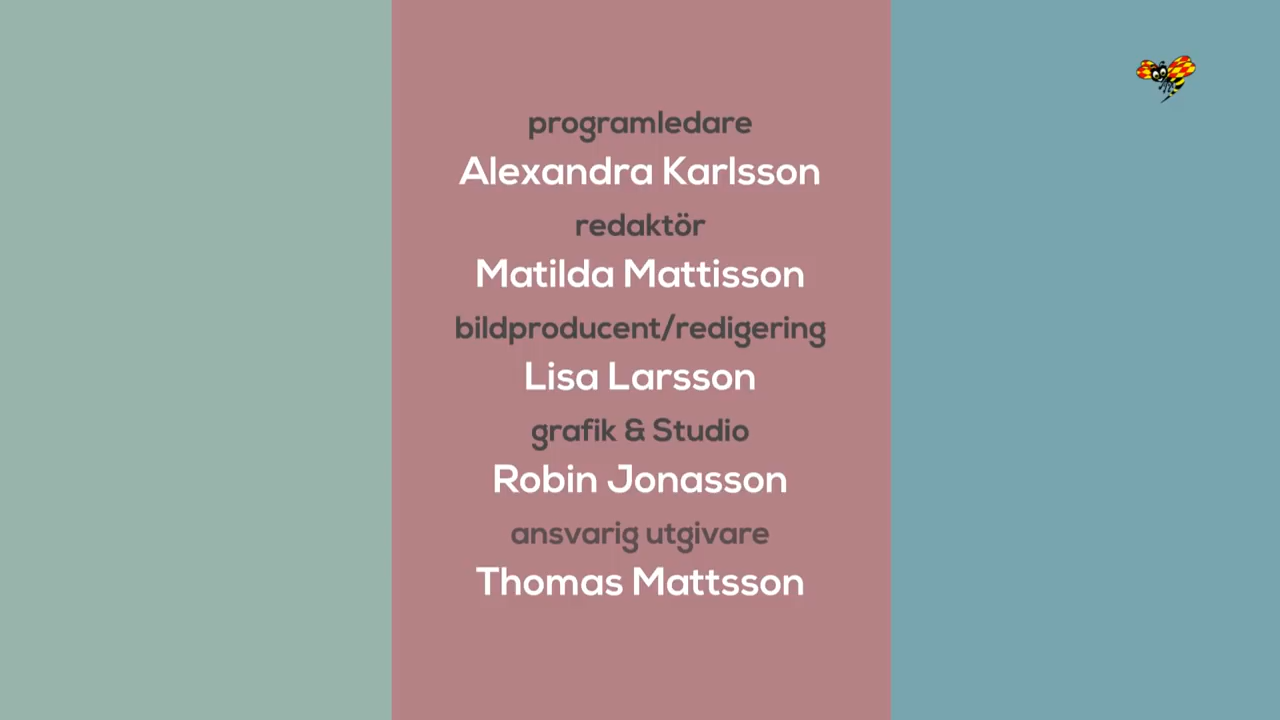 programledare
Alexandra Karlsson
redaktör
Matilda Mattisson
bildproducent/redigering
Lisa Larsson
grafik & Studio
Robin Jonasson
ansvarig utgivare
Thomas Mattsson